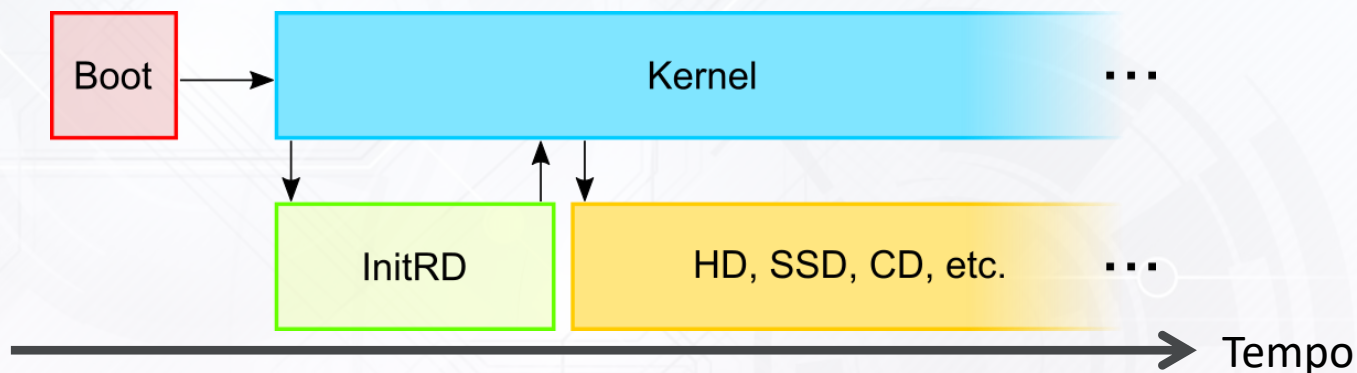 Boot
Kernel
...
InitRD
HD, SSD, CD, etc.
...
Tempo